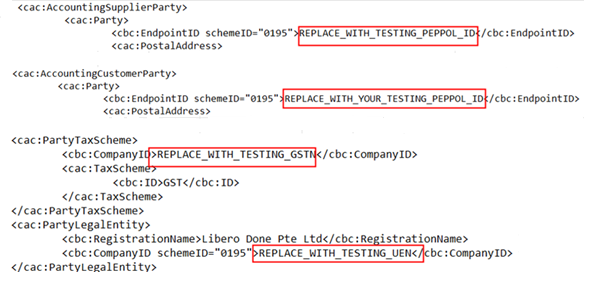 <cac:AccountingSupplierParty>
<cac:Party>
<cbc:EndpointID schemeID="0195">REPLACE_WITH_TESTING_PEPPOL_ID</cbc:EndpointID>
<cac:PostalAddress>
<cac:AccountingCustomerParty>
<cac:Party>
<cbc:EndpointID schemeID="0195">REPLACE_WITH_YOUR_TESTING_PEPPOL_ID</cbc:EndpointID>
<cac:PostalAddress>
<cac:PartyTaxScheme>
<cbc:CompanyID>REPLACE_WITH_TESTING_GSTN</cbc:CompanyID>
<cac:TaxScheme>
<cbc:ID>GST</cbc:ID>
</cac:TaxScheme>
</cac:PartyTaxScheme>
<cac:PartyLegalEntity>
<cbc:RegistrationName>Libero Done Pte Ltd</cbc:RegistrationName>
<cbc:CompanyID schemeID="0195">REPLACE_WITH_TESTING_UEN</cbc:CompanyID>
</cac:PartyLegalEntity>